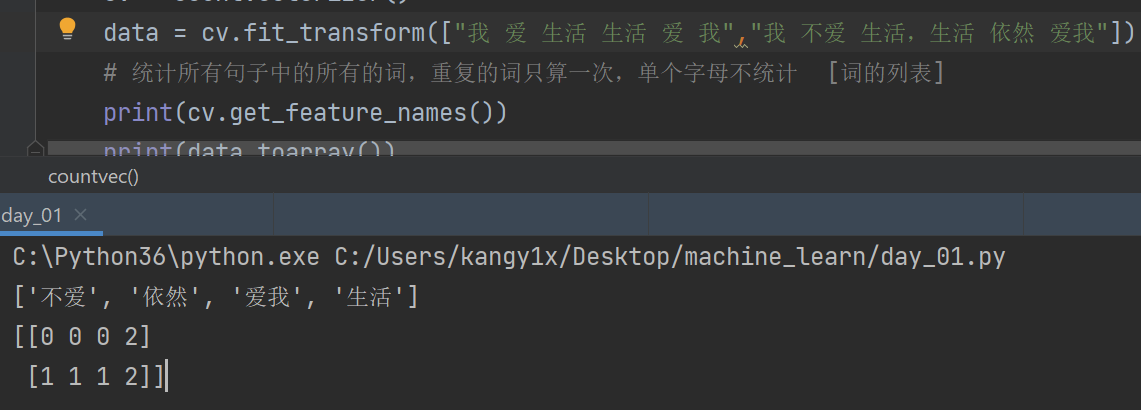 data = cv.fit_transform(["我 爱 生活 生活 爱 我","我 不爱 生活，生活 依然 爱我"])
# 统计所有句子中的所有的词，重复的词只算一次，单个字母不统计  [词的列表]
print(cv.get_feature_names())
print(data.toarray())
countvec()
day_01
C:\Python36\python.exe C:/Users/kangy1x/Desktop/machine_learn/day_01.py
['不爱', '依然', '爱我', '生活']
[[0 0 0 2]
 [1 1 1 2]]